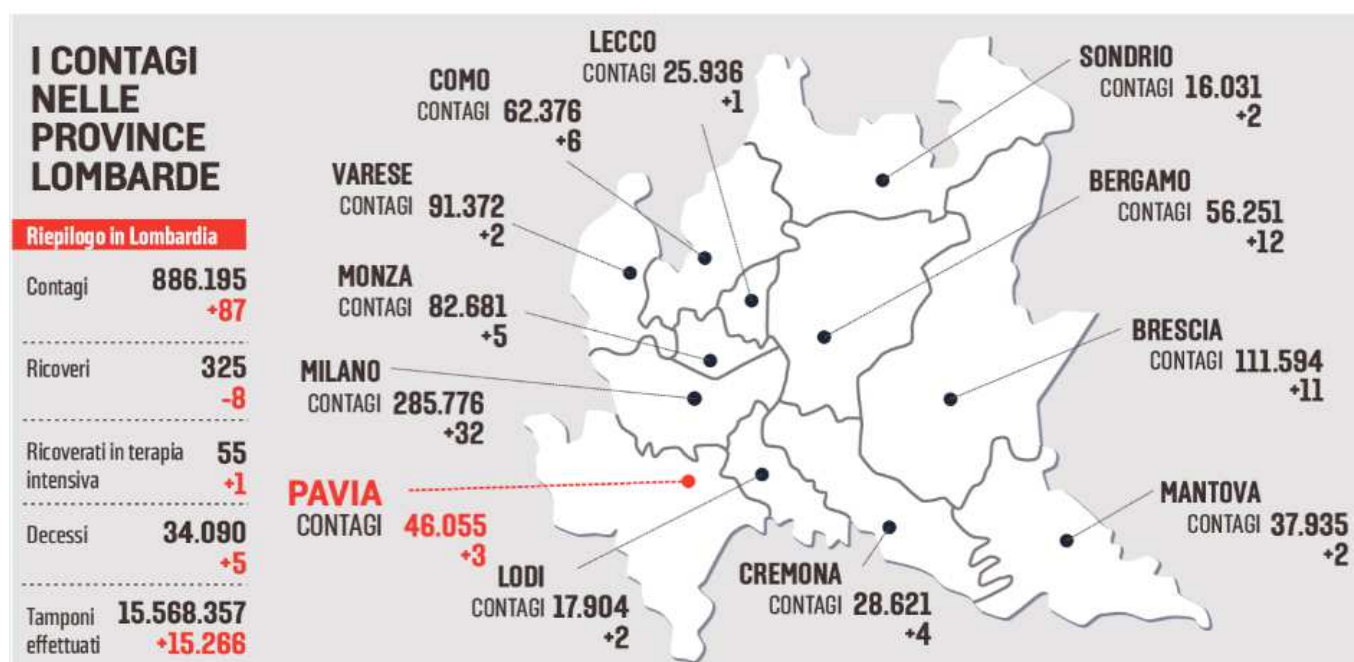 I CONTAGI
NELLE
PROVINCE
LOMBARDE
Riepilogo in Lombardia
Contagi 886.195
+87
Ricoveri 325
-8
Ricoverati in terapia intensiva 55
+1
Decessi 34.090
+5
Tamponi effettuati 15.568.357
+15.266
LECCO
CONTAGI 25.936
+1
COMO
CONTAGI 62.376
+6
VARESE
CONTAGI 91.372
+2
MONZA
CONTAGI 82.681
+5
MILANO
CONTAGI 285.776
+32
PAVIA
CONTAGI 46.055
+3
LODI
CONTAGI 17.904
+2
CREMONA
CONTAGI 28.621
+4
SONDRIO
CONTAGI 16.031
+2
BERGAMO
CONTAGI 56.251
+12
BRESCIA
CONTAGI 111.594
+11
MANTOVA
CONTAGI 37.935
+2